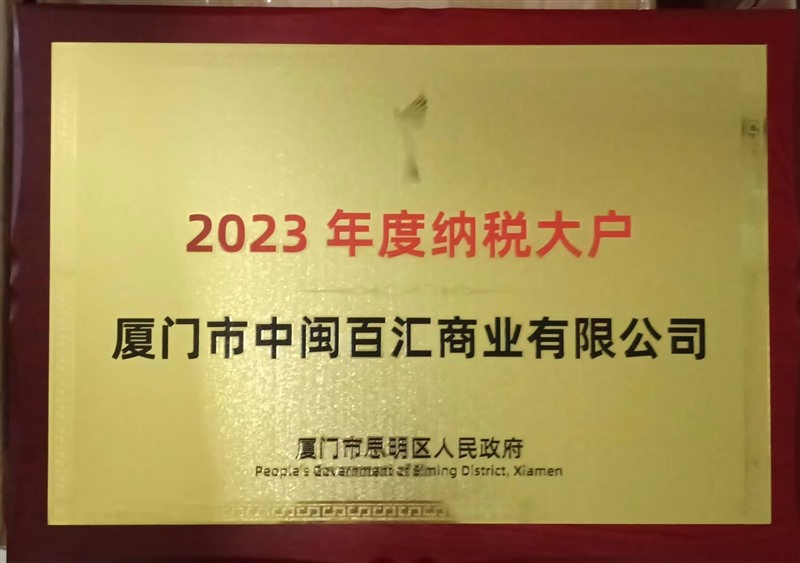 2023 年度纳税大户
厦门市中闽百汇商业有限公司
厦门市思明区人民政府
People's Government of Siming District, Xiamen